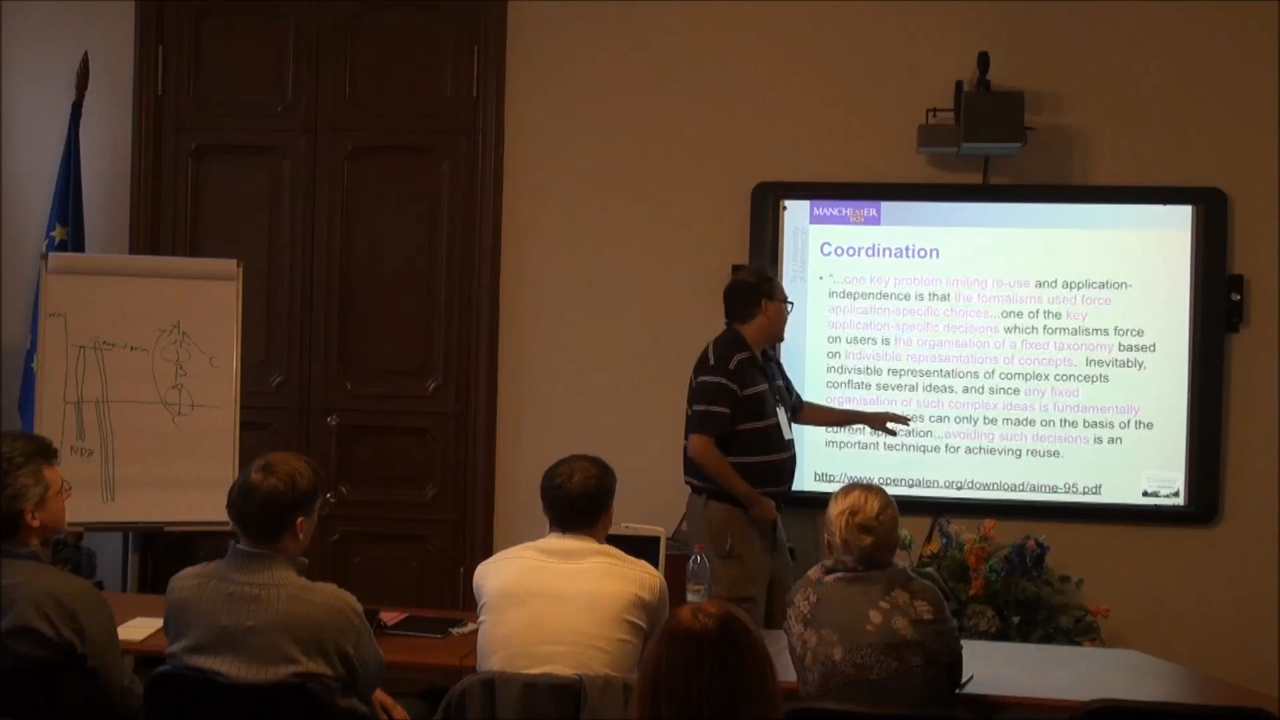 MANCHESTER
1824
Coordination
• "...one key problem limiting re-use and application-
independence is that the formalisms used force
application-specific choices...one of the key
application-specific decisions which formalisms force
on users is the organisation of a fixed taxonomy based
on indivisible representations of concepts. Inevitably,
indivisible representations of complex concepts
conflate several ideas, and since any fixed
organisation of such complex ideas is fundamentally
can only be made on the basis of the
current application...avoiding such decisions is an
important technique for achieving reuse.
http://www.opengalen.org/download/aime-95.pdf
C
C